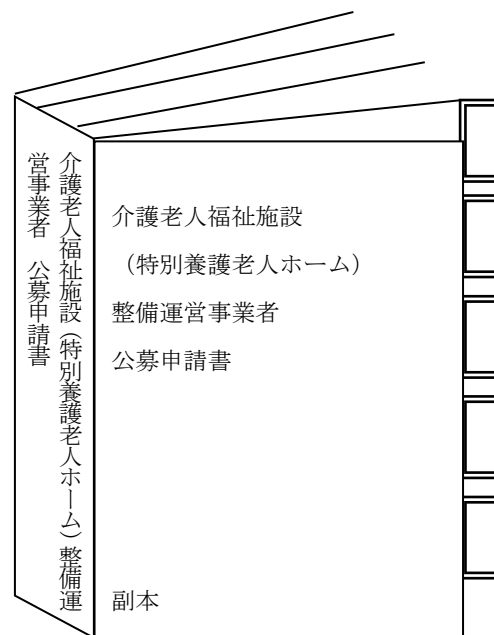 介護老人福祉施設（特別養護老人ホーム）整備運
営事業者　公募申請書
介護老人福祉施設
（特別養護老人ホーム）
整備運営事業者
公募申請書
副本